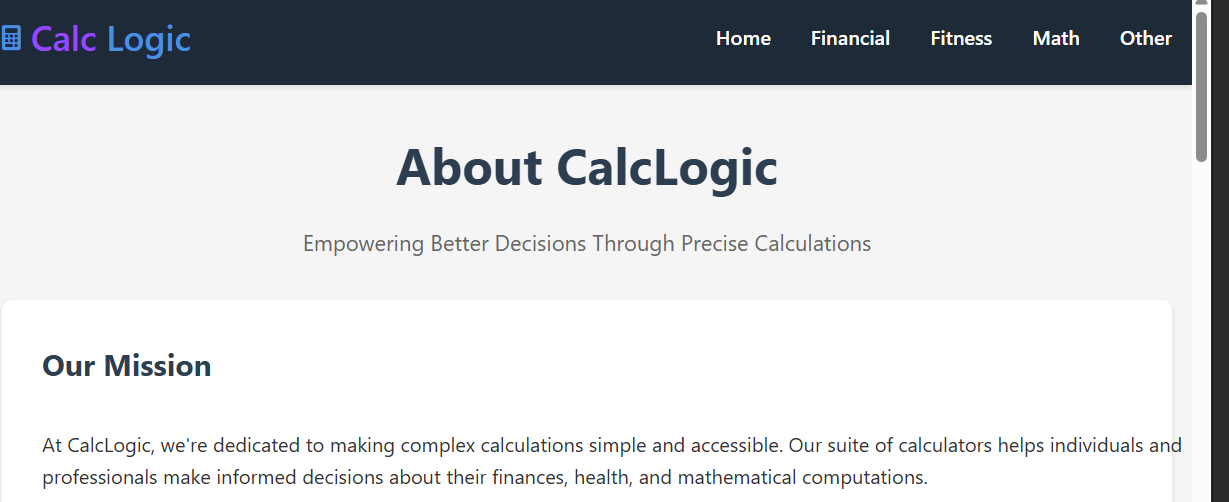 Calc Logic
Home Financial Fitness Math Other
About CalcLogic
Empowering Better Decisions Through Precise Calculations
Our Mission
At CalcLogic, we're dedicated to making complex calculations simple and accessible. Our suite of calculators helps individuals and
professionals make informed decisions about their finances, health, and mathematical computations.